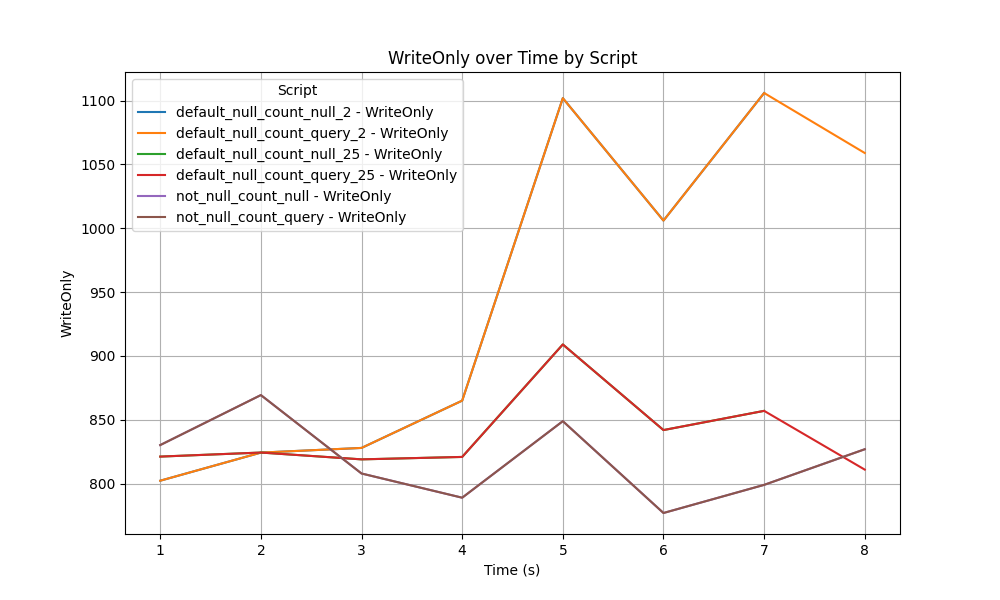 WriteOnly over Time by Script
Script
default_null_count_null_2 - WriteOnly
default_null_count_query_2 - WriteOnly
default_null_count_null_25 - WriteOnly
default_null_count_query_25 - WriteOnly
not_null_count_null - WriteOnly
not_null_count_query - WriteOnly
WriteOnly
1100
1050
1000
950
900
850
800
1 2 3 4 5 6 7 8
Time (s)